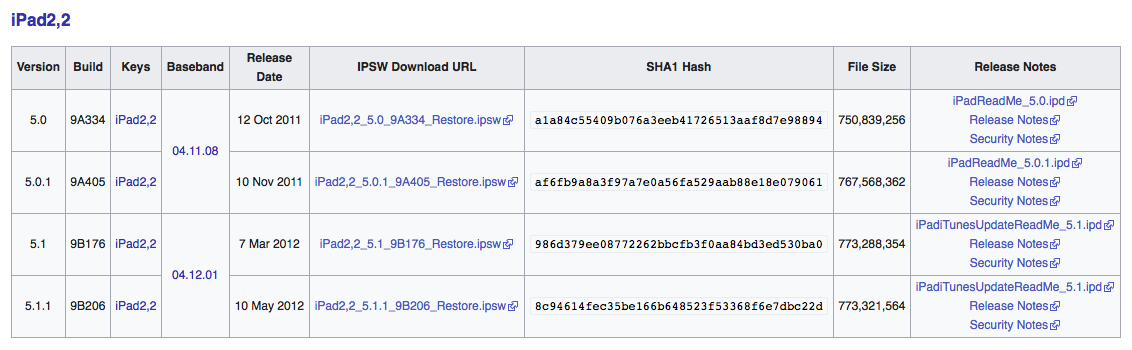 iPad2,2
Version Build Keys Baseband Release Date IPSW Download URL SHA1 Hash File Size Release Notes
5.0 9A334 iPad2,2 04.11.08 12 Oct 2011 iPad2,2_5.0_9A334_Restore.ipsw a1a84c55409b076a3eeb41726513aaf8d7e98894 750,839,256 iPadReadMe_5.0.ipd
Release Notes
Security Notes
5.0.1 9A405 iPad2,2 10 Nov 2011 iPad2,2_5.0.1_9A405_Restore.ipsw af6fb9a8a3f97a7e0a56fa529aab88e18e079061 767,568,362 iPadReadMe_5.0.1.ipd
Release Notes
Security Notes
5.1 9B176 iPad2,2 04.12.01 7 Mar 2012 iPad2,2_5.1_9B176_Restore.ipsw 986d379ee08772262bbcfb3f0aa84bd3ed530ba0 773,288,354 iPadiTunesUpdateReadMe_5.1.ipd
Release Notes
Security Notes
5.1.1 9B206 iPad2,2 10 May 2012 iPad2,2_5.1.1_9B206_Restore.ipsw 8c94614fec35be166b648523f53368f6e7dbc22d 773,321,564 iPadiTunesUpdateReadMe_5.1.ipd
Release Notes
Security Notes